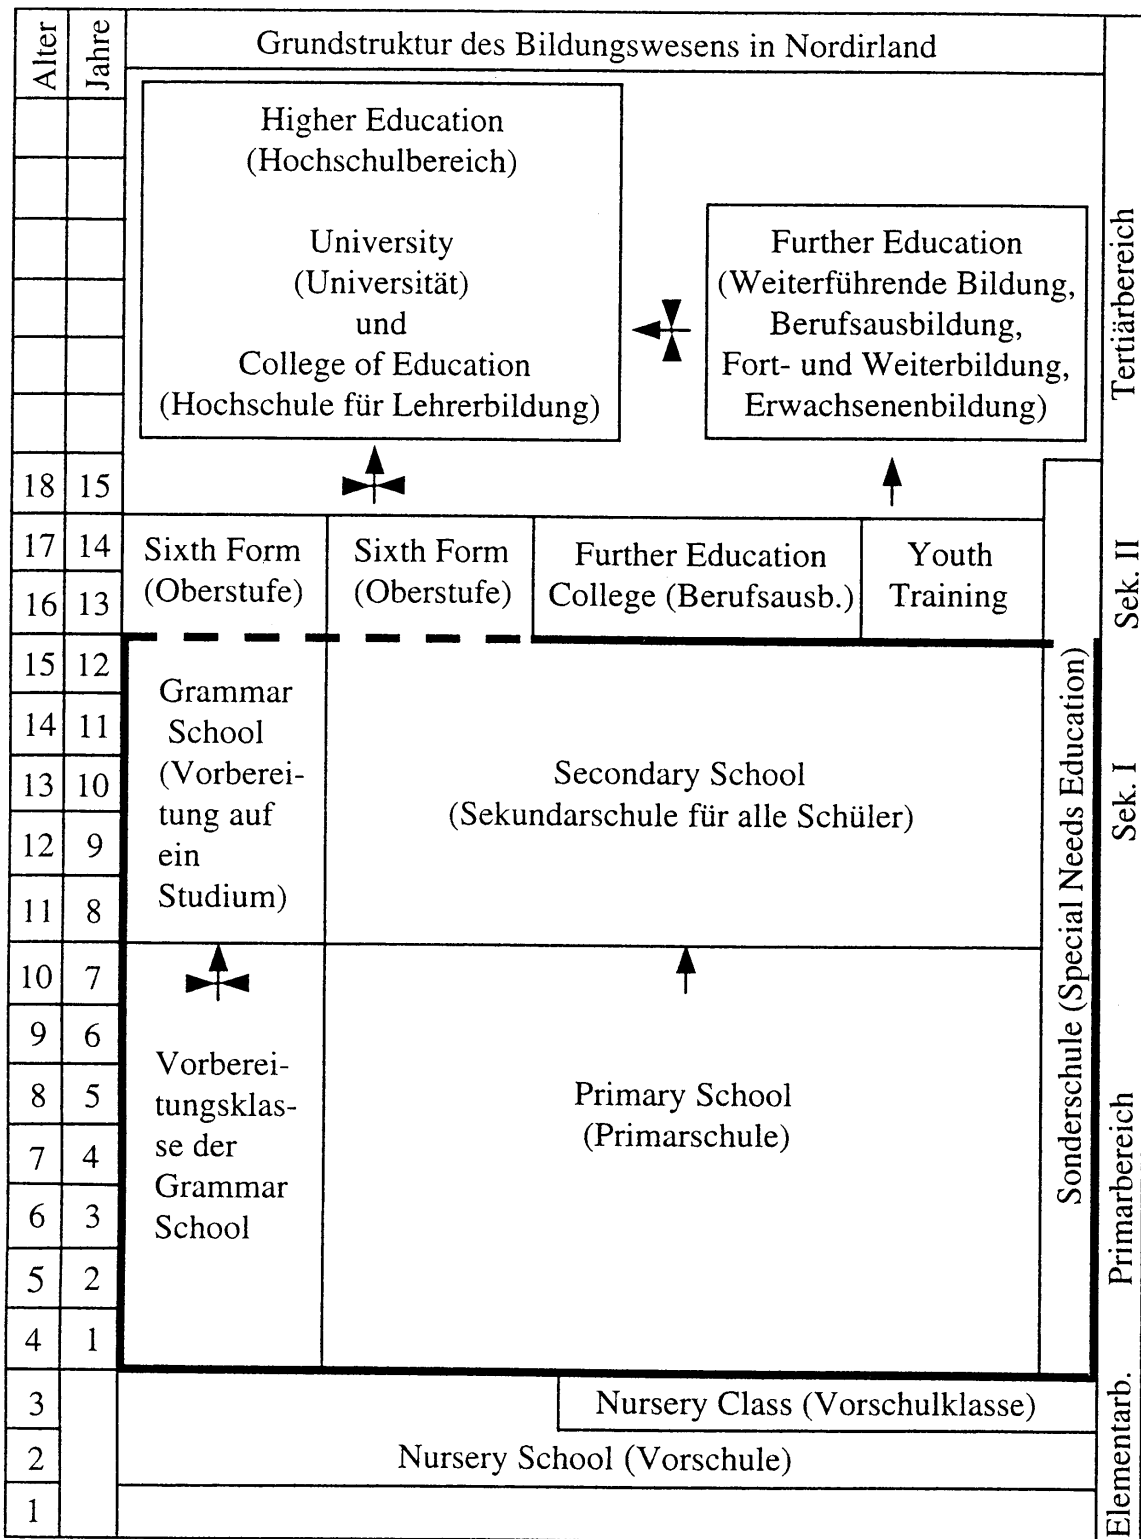 Alter
Jahre
Grundstruktur des Bildungswesens in Nordirland
Higher Education
(Hochschulbereich)
University
(Universität)
und
College of Education
(Hochschule für Lehrerbildung)
Further Education
(Weiterführende Bildung,
Berufsausbildung,
Fort- und Weiterbildung,
Erwachsenenbildung)
Tertiärbereich
18 15
17 14
16 13
Sixth Form
(Oberstufe)
Sixth Form
(Oberstufe)
Further Education
College (Berufsausb.)
Youth
Training
Sek. II
15 12
14 11
13 10
12 9
11 8
Grammar
School
(Vorberei-
tung auf
ein
Studium)
Secondary School
(Sekundarschule für alle Schüler)
Sonderschule (Special Needs Education)
Sek. I
10 7
9 6
8 5
7 4
6 3
5 2
4 1
Vorberei-
tungsklas-
se der
Grammar
School
Primary School
(Primarschule)
Primarbereich
3
Nursery Class (Vorschulklasse)
2
Nursery School (Vorschule)
1
Elementarb.